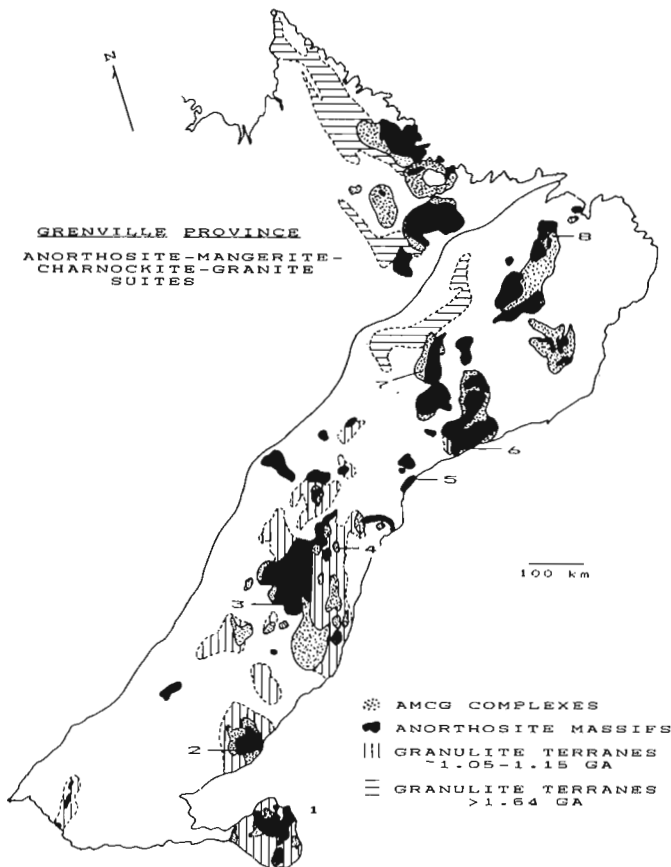 N
GRENVILLE PROVINCE
ANORTHOSITE-MANGERITE-
CHARNOCKITE-GRANITE
SUITES
8
7
6
5
4
100 km
3
AMCG COMPLEXES
ANORTHOSITE MASSIFS
GRANULITE TERRANES
~1.05-1.15 GA
2
GRANULITE TERRANES
>1.64 GA
1